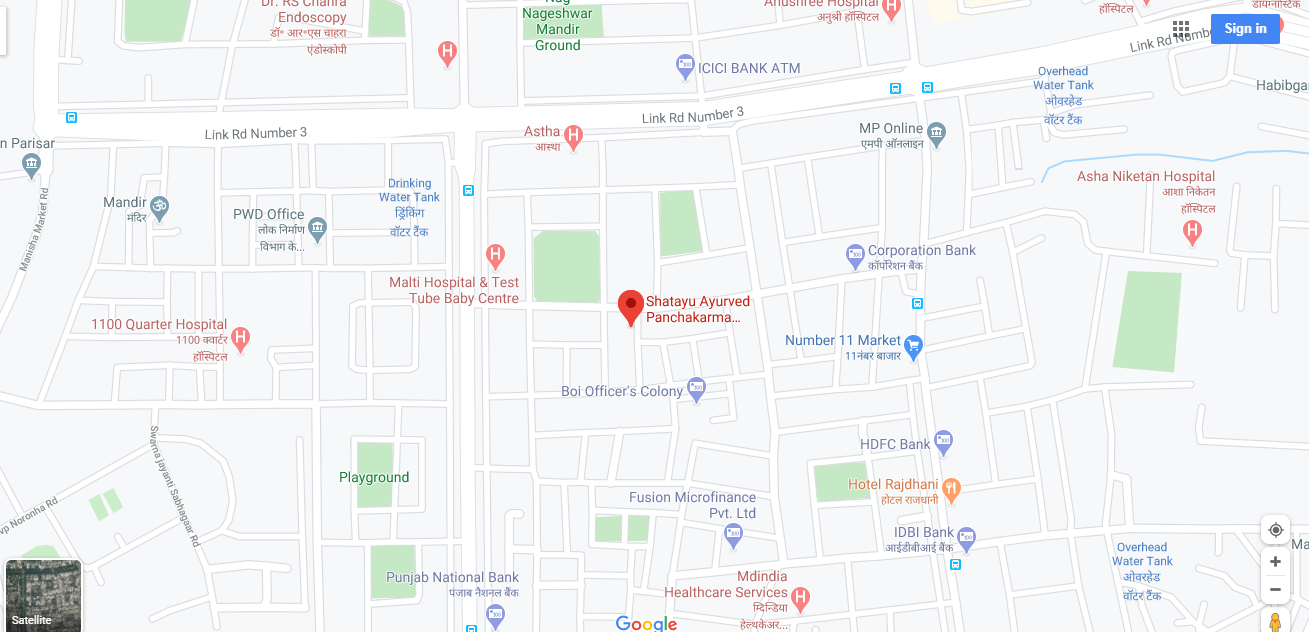 Dr. RS Chahra
Endoscopy
डॉ॰ आर॰एस चाहरा
एंडोस्कोपी
Nag
Nageshwar
Mandir
Ground
Anushree Hospital
अनुश्री हॉस्पिटल
हॉस्पिटल
डायग्नोस्टिक
Sign in
ICICI BANK ATM
Link Rd Number
Overhead
Water Tank
ओवरहेड
वॉटर टैंक
Habibga
Link Rd Number 3
Link Rd Number 3
Astha
आस्था
MP Online
एमपी ऑनलाइन
n Parisar
Manisha Market Rd
Mandir
मंदिर
PWD Office
लोक निर्माण
विभाग के...
Drinking
Water Tank
ड्रिंकिंग
वॉटर टैंक
Asha Niketan Hospital
आशा निकेतन
हॉस्पिटल
Malti Hospital & Test
Tube Baby Centre
Corporation Bank
कॉर्पोरेशन बैंक
Shatayu Ayurved
Panchakarma...
1100 Quarter Hospital
1100 क्वार्टर
हॉस्पिटल
Number 11 Market
11नंबर बाजार
Boi Officer's Colony
HDFC Bank
Swarna jayanti Sabhagaar Rd
Playground
Hotel Rajdhani
होटल राजधानी
vp Noronha Rd
Fusion Microfinance
Pvt. Ltd
IDBI Bank
आईडीबीआई बैंक
Overhead
Water Tank
ओवरहेड
वॉटर टैंक
Ma
Punjab National Bank
पंजाब नैशनल बैंक
Mdindia
Healthcare Services
म्दिन्डिया
हेल्थकेअर...
Satellite
Google